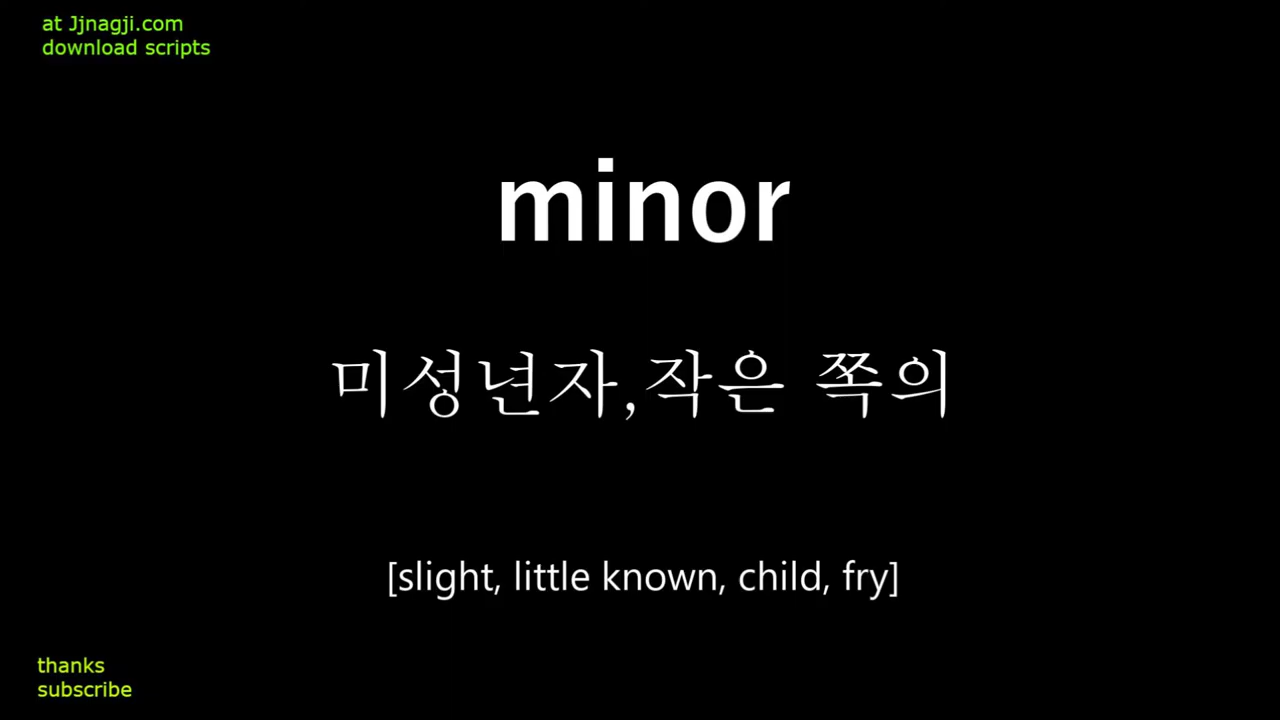 at Jjnagji.com
download scripts
minor
미성년자,작은 쪽의
[slight, little known, child, fry]
thanks
subscribe